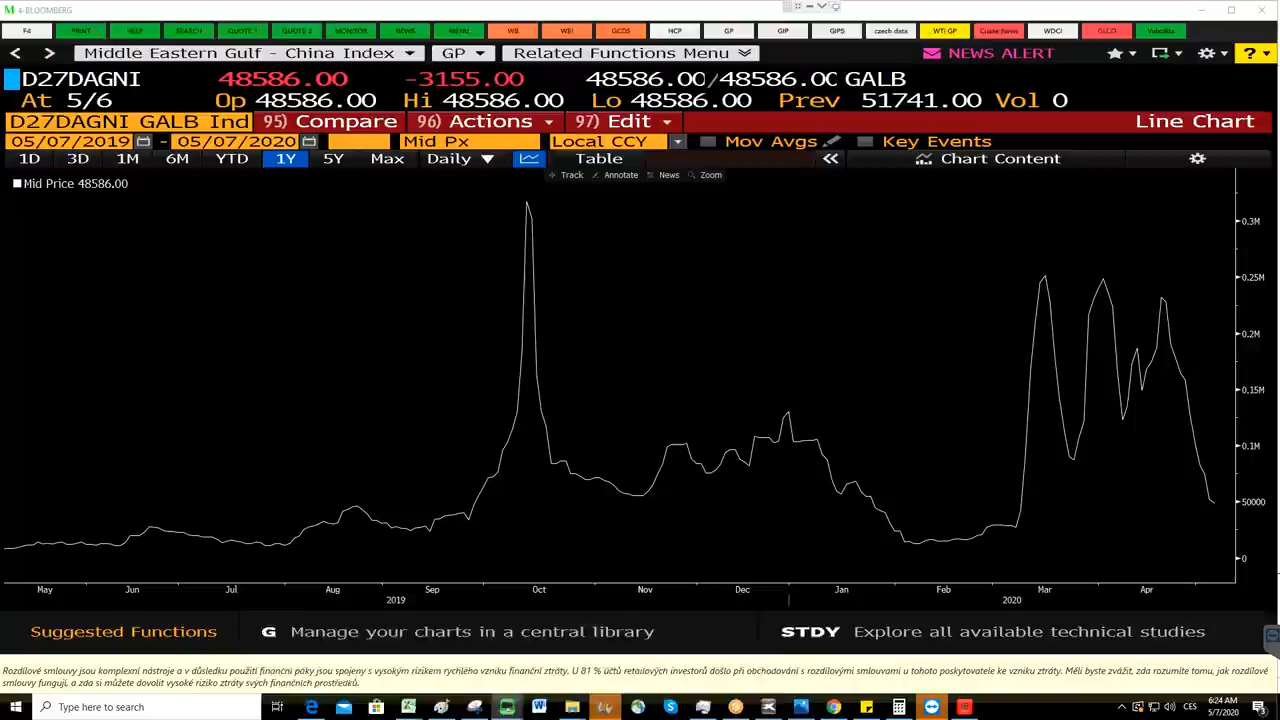 4-BLOOMBERG
F4 PRINT HELP SEARCH QUOTE 1 QUOTE 2 MONITOR NEWS MENU WSL WEI GCDS HCP GP GIP GIPS czech data WTI GP Crude forws WDCI GLCO Volatilita
Middle Eastern Gulf - China Index GP Related Functions Menu NEWS ALERT ?
D27DAGNI 48586.00 -3155.00 48586.00/48586.00 GALB
At 5/6 Op 48586.00 Hi 48586.00 Lo 48586.00 Prev 51741.00 Vol 0
D27DAGNI GALB Ind 95) Compare 96) Actions 97) Edit Line Chart
05/07/2019 - 05/07/2020 Mid Px Local CCY Mov Avgs Key Events
1D 3D 1M 6M YTD 1Y 5Y Max Daily ▼ Table « Chart Content
Track Annotate News Zoom
Mid Price 48586.00
0.3M
0.25M
0.2M
0.15M
0.1M
50000
0
May Jun Jul Aug Sep Oct Nov Dec Jan Feb Mar Apr
2019 2020
Suggested Functions G Manage your charts in a central library STDY Explore all available technical studies
Rozdílové smlouvy jsou komplexní nástroje a v důsledku použití finanční páky jsou spojeny s vysokým rizikem rychlého vzniku finanční ztráty. U 81 % účtů retailových investorů došlo při obchodování s rozdílovými smlouvami u tohoto poskytovatele ke vzniku ztráty. Měli byste zvážit, zda rozumíte tomu, jak rozdílové
smlouvy fungují, a zda si můžete dovolit vysoké riziko ztráty svých finančních prostředků.
Type here to search CES 6:24 AM
5/7/2020